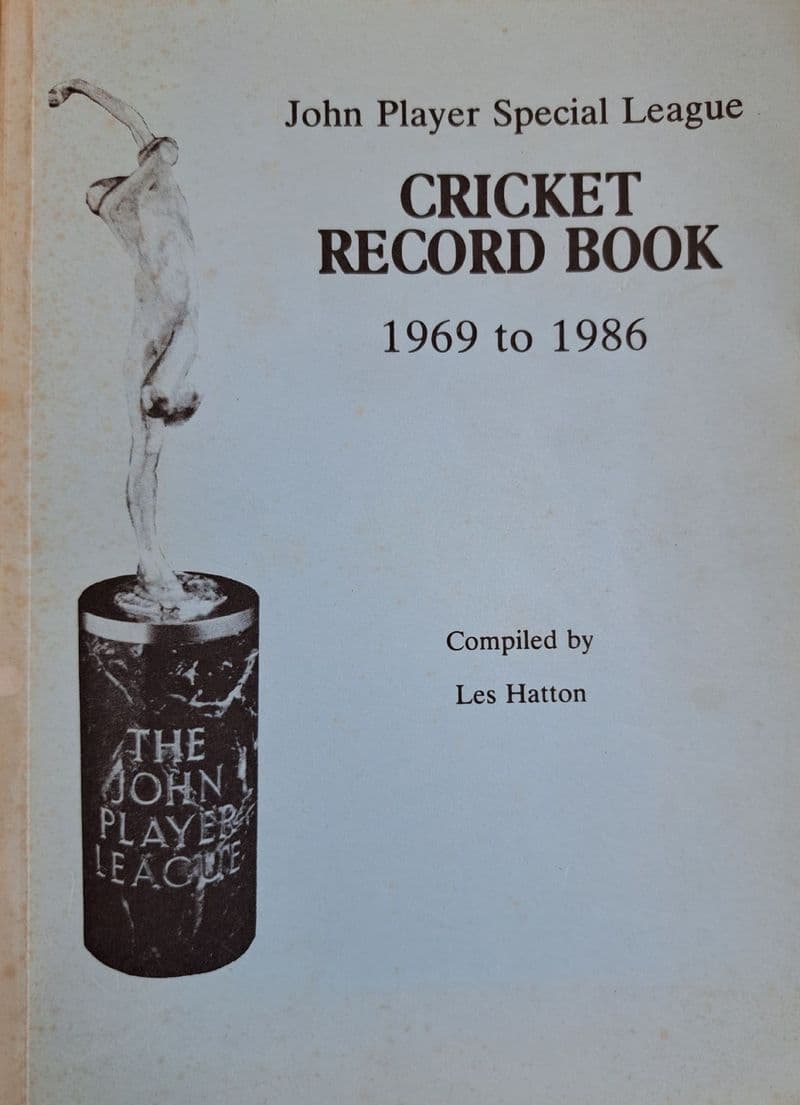 John Player Special League
CRICKET
RECORD BOOK
1969 to 1986
Compiled by
Les Hatton
THE
JOHN
PLAYER
LEAGUE